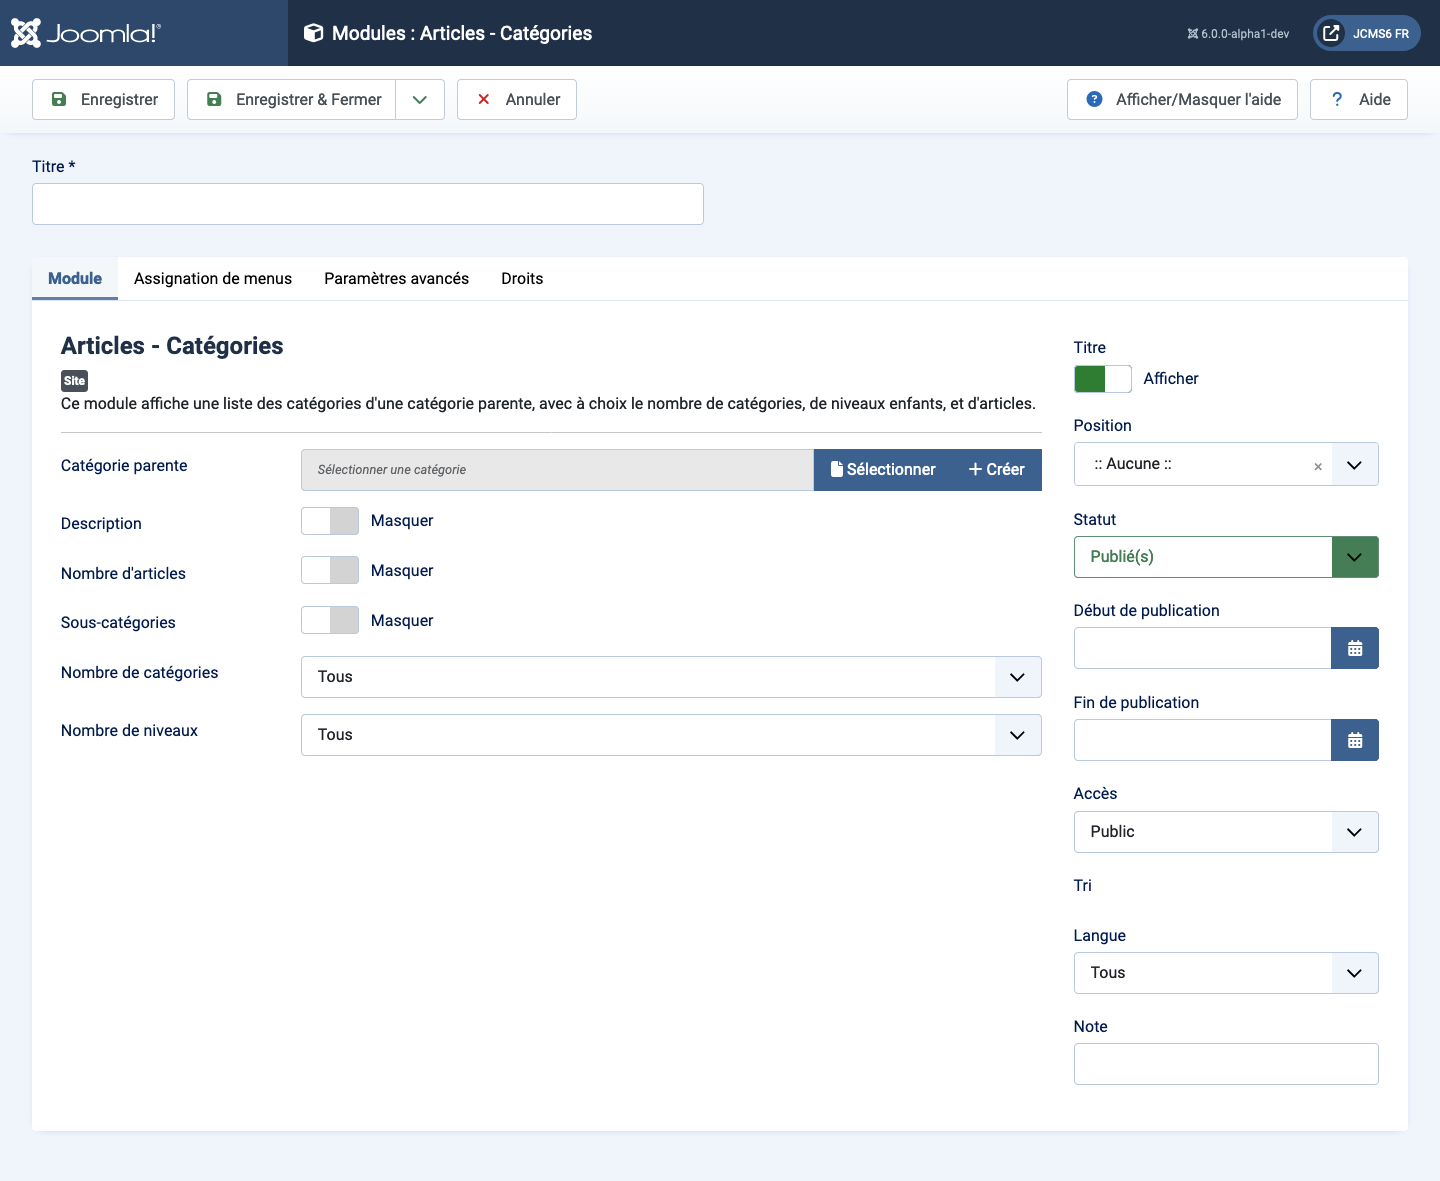 Joomla!®
Modules : Articles - Catégories
6.0.0-alpha1-dev
JCMS6 FR
Enregistrer
Enregistrer & Fermer
Annuler
Afficher/Masquer l'aide
? Aide
Titre *
Module
Assignation de menus
Paramètres avancés
Droits
Articles - Catégories
Site
Ce module affiche une liste des catégories d'une catégorie parente, avec à choix le nombre de catégories, de niveaux enfants, et d'articles.
Catégorie parente
Sélectionner une catégorie
Sélectionner
Créer
Description
Masquer
Nombre d'articles
Masquer
Sous-catégories
Masquer
Nombre de catégories
Tous
Nombre de niveaux
Tous
Titre
Afficher
Position
:: Aucune ::
×
Statut
Publié(s)
Début de publication
Fin de publication
Accès
Public
Tri
Langue
Tous
Note